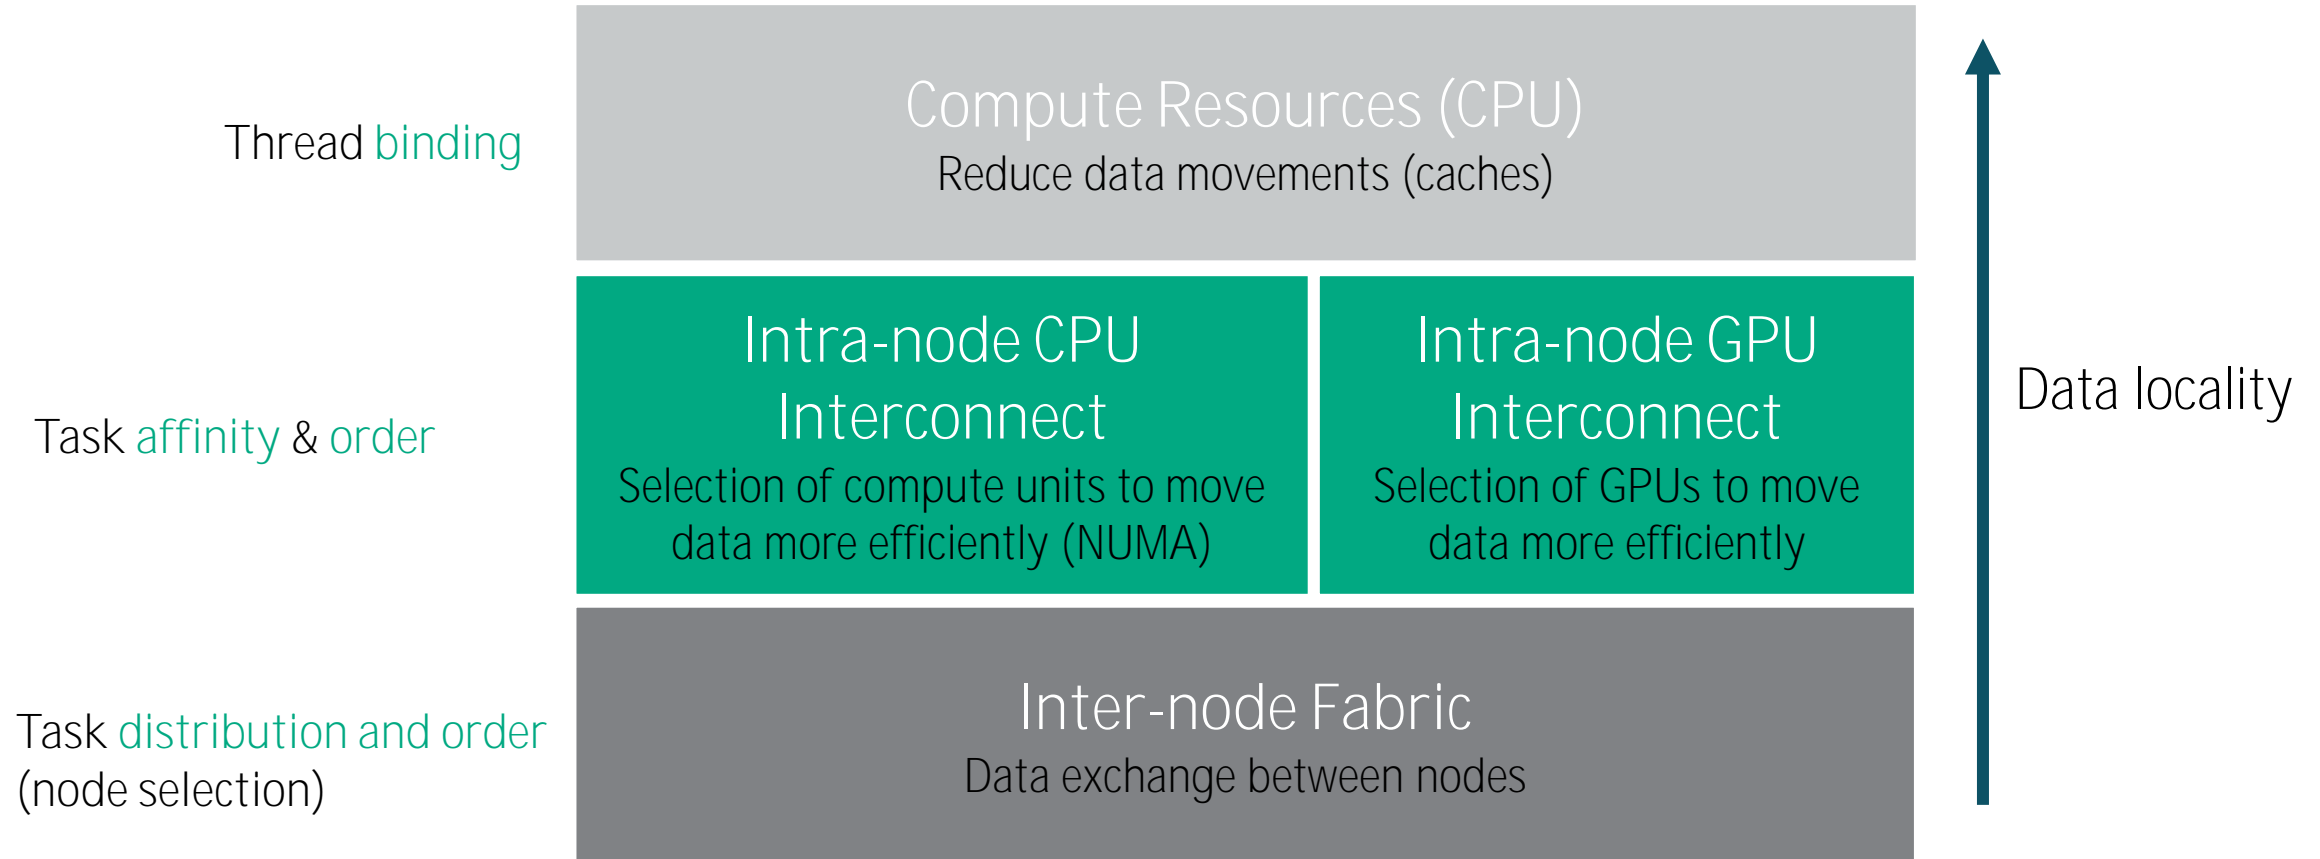 Compute Resources (CPU)
Reduce data movements (caches)
Thread binding
Intra-node CPU
Interconnect
Selection of compute units to move
data more efficiently (NUMA)
Intra-node GPU
Interconnect
Selection of GPUs to move
data more efficiently
Task affinity & order
Data locality
Inter-node Fabric
Data exchange between nodes
Task distribution and order
(node selection)